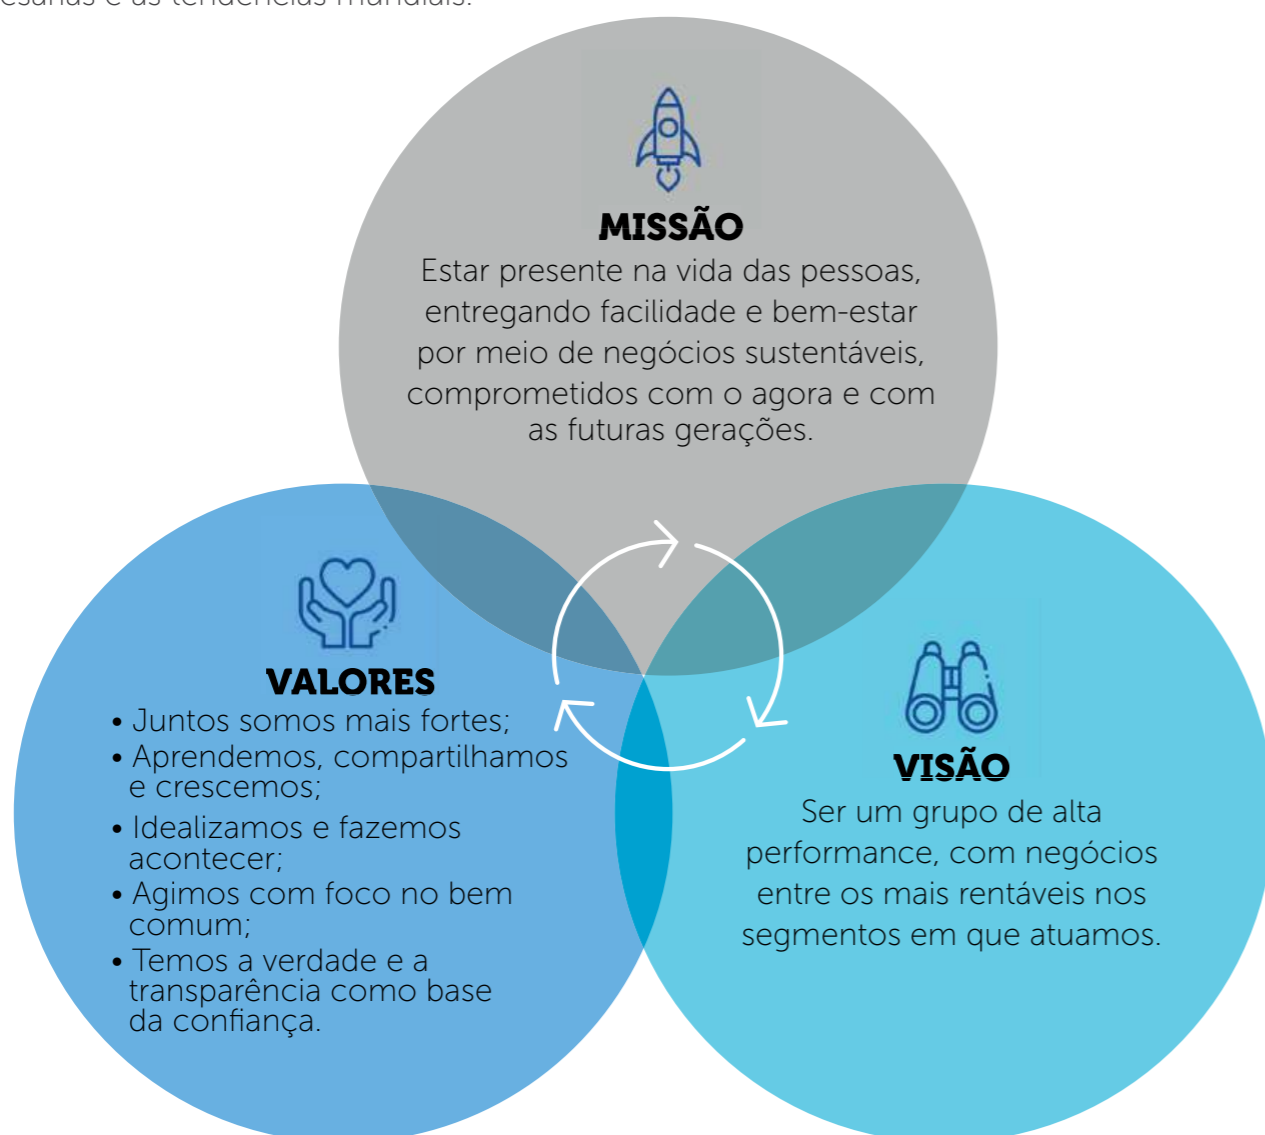 e as tendências mundiais.
MISSÃO
Estar presente na vida das pessoas,
entregando facilidade e bem-estar
por meio de negócios sustentáveis,
comprometidos com o agora e com
as futuras gerações.
VALORES
• Juntos somos mais fortes;
• Aprendemos, compartilhamos
e crescemos;
• Idealizamos e fazemos
acontecer;
• Agimos com foco no bem
comum;
• Temos a verdade e a
transparência como base
da confiança.
VISÃO
Ser um grupo de alta
performance, com negócios
entre os mais rentáveis nos
segmentos em que atuamos.